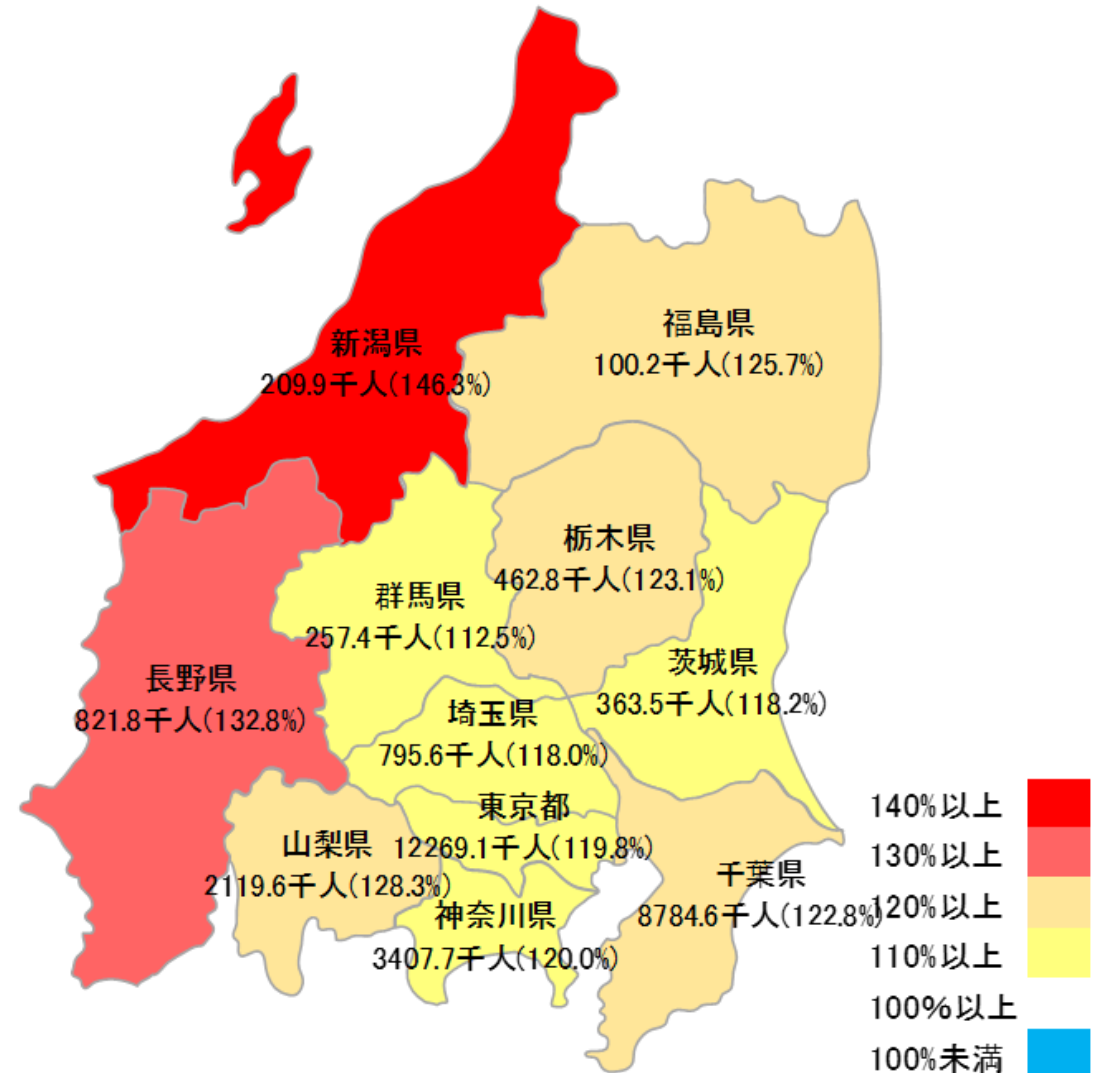 新潟県
209.9千人(146.3%)
福島県
100.2千人(125.7%)
栃木県
462.8千人(123.1%)
群馬県
257.4千人(112.5%)
茨城県
363.5千人(118.2%)
長野県
821.8千人(132.8%)
埼玉県
795.6千人(118.0%)
東京都
12269.1千人(119.8%)
山梨県
2119.6千人(128.3%)
千葉県
8784.6千人(122.8%)
神奈川県
3407.7千人(120.0%)
140%以上
130%以上
120%以上
110%以上
100%以上
100%未満